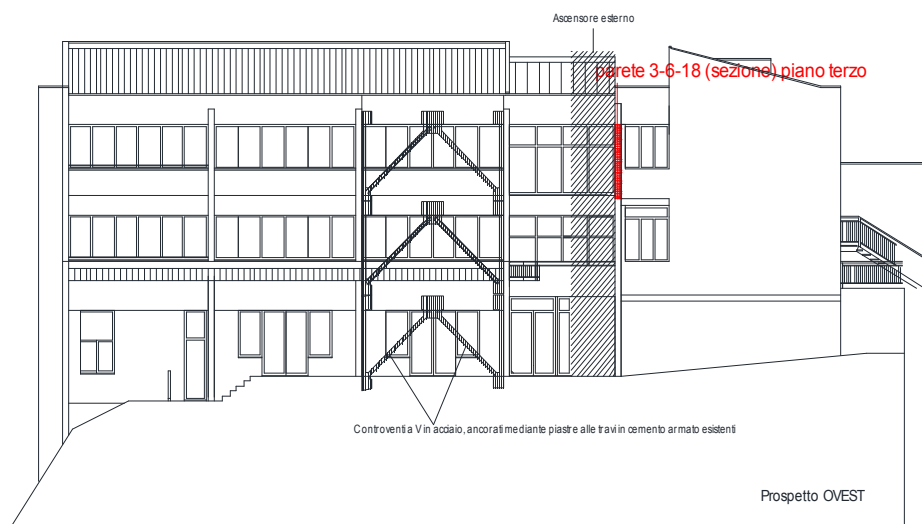 Ascensore esterno
parete 3-6-18 (sezione) piano terzo
Controventi a V in acciaio, ancorati mediante piastre alle travi in cemento armato esistenti
Prospetto OVEST